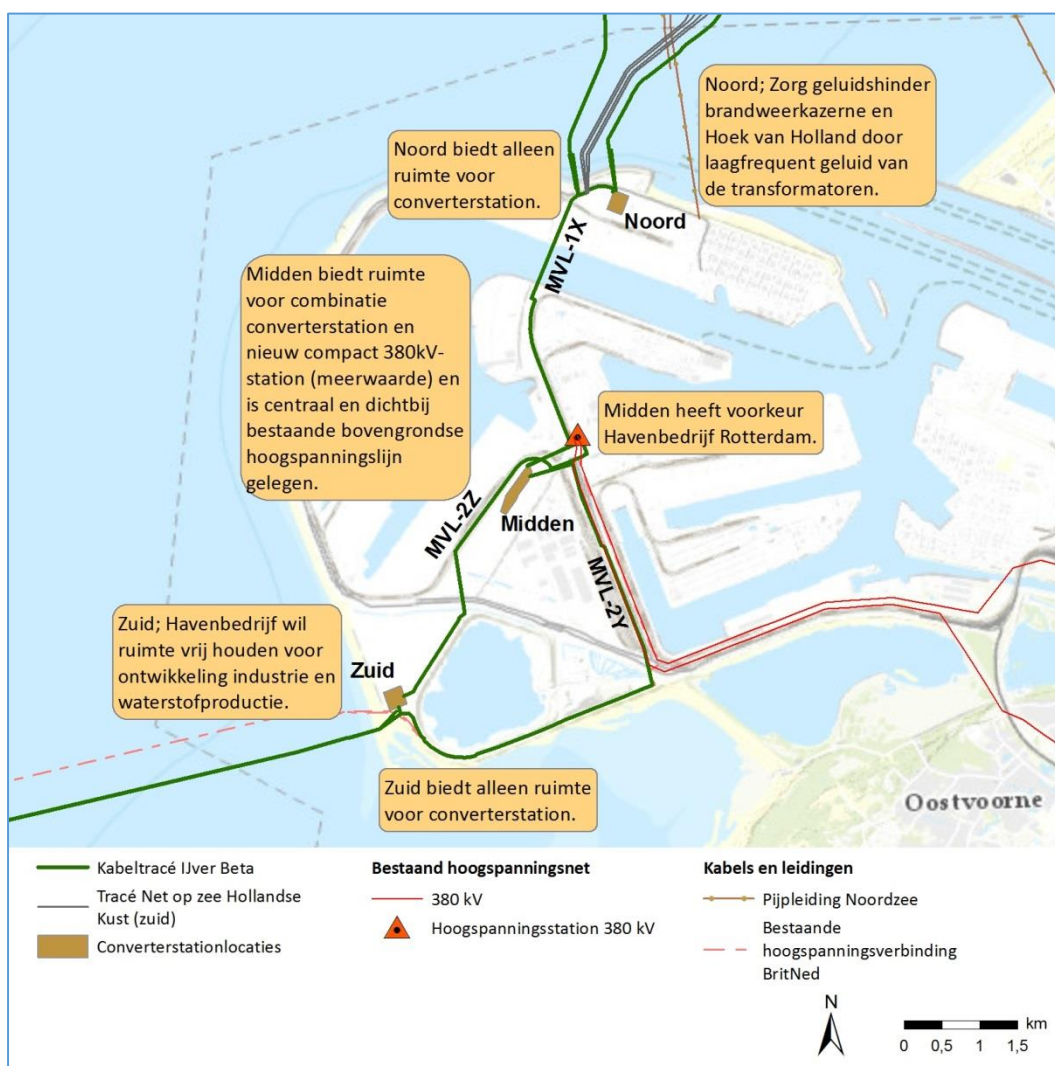 Noord; Zorg geluidshinder
brandweerkazerne en
Hoek van Holland door
laagfrequent geluid van
de transformatoren.
Noord biedt alleen
ruimte voor
converterstation.
Noord
MVL-1X
Midden biedt ruimte
voor combinatie
converterstation en
nieuw compact 380kV-
station (meerwaarde) en
is centraal en dichtbij
bestaande bovengrondse
hoogspanningslijn
gelegen.
Midden heeft voorkeur
Havenbedrijf Rotterdam.
Midden
MVL-2Z
MVL-2Y
Zuid; Havenbedrijf wil
ruimte vrij houden voor
ontwikkeling industrie en
waterstofproductie.
Zuid
Zuid biedt alleen ruimte
voor converterstation.
Oostvoorne
Kabeltracé IJver Beta
Tracé Net op zee Hollandse
Kust (zuid)
Converterstationlocaties
Bestaand hoogspanningsnet
380 kV
Hoogspanningsstation 380 kV
Kabels en leidingen
Pijpleiding Noordzee
Bestaande
hoogspanningsverbinding
BritNed
N
km
0 0,5 1 1,5